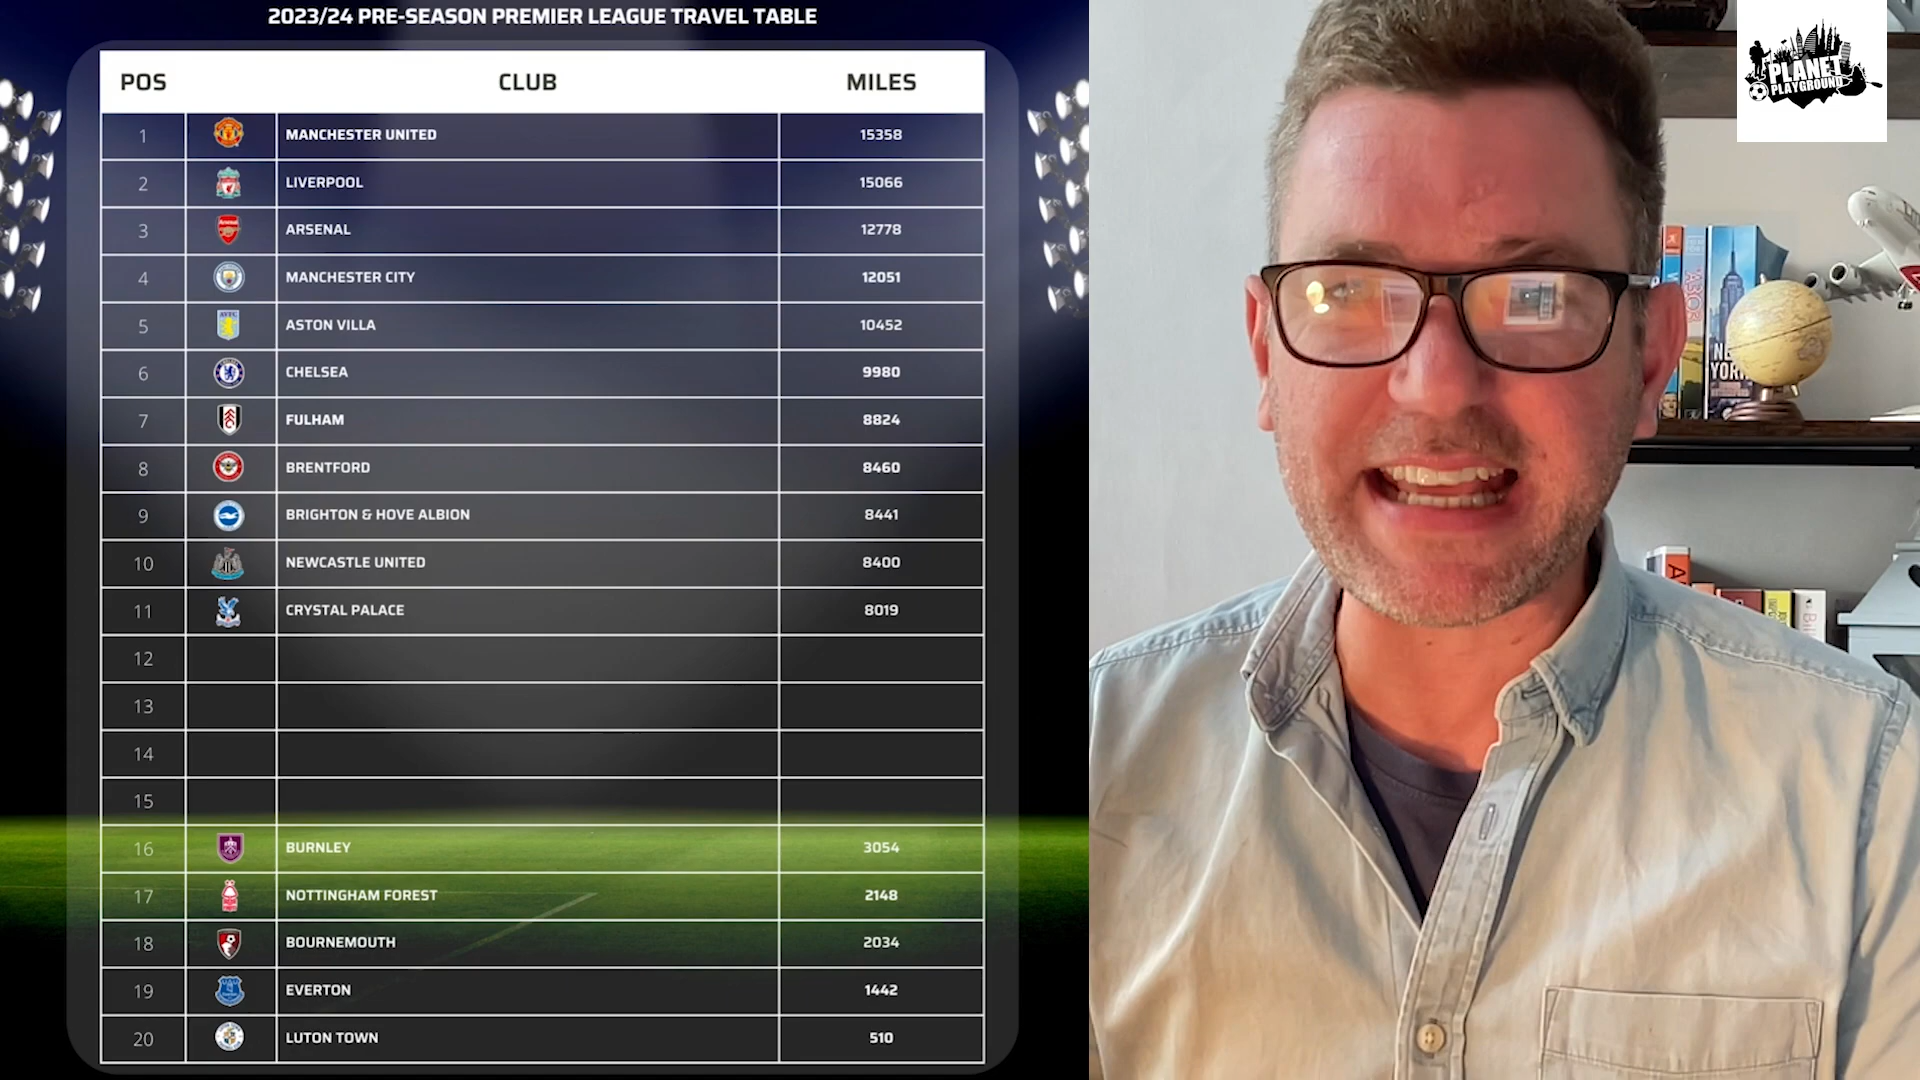 2023/24 PRE-SEASON PREMIER LEAGUE TRAVEL TABLE
POS CLUB MILES
1 MANCHESTER UNITED 15358
2 LIVERPOOL 15066
3 ARSENAL 12778
4 MANCHESTER CITY 12051
5 ASTON VILLA 10452
6 CHELSEA 9980
7 FULHAM 8824
8 BRENTFORD 8460
9 BRIGHTON & HOVE ALBION 8441
10 NEWCASTLE UNITED 8400
11 CRYSTAL PALACE 8019
12
13
14
15
16 BURNLEY 3054
17 NOTTINGHAM FOREST 2148
18 BOURNEMOUTH 2034
19 EVERTON 1442
20 LUTON TOWN 510
PLANET
PLAYGROUND
NEW
YORK